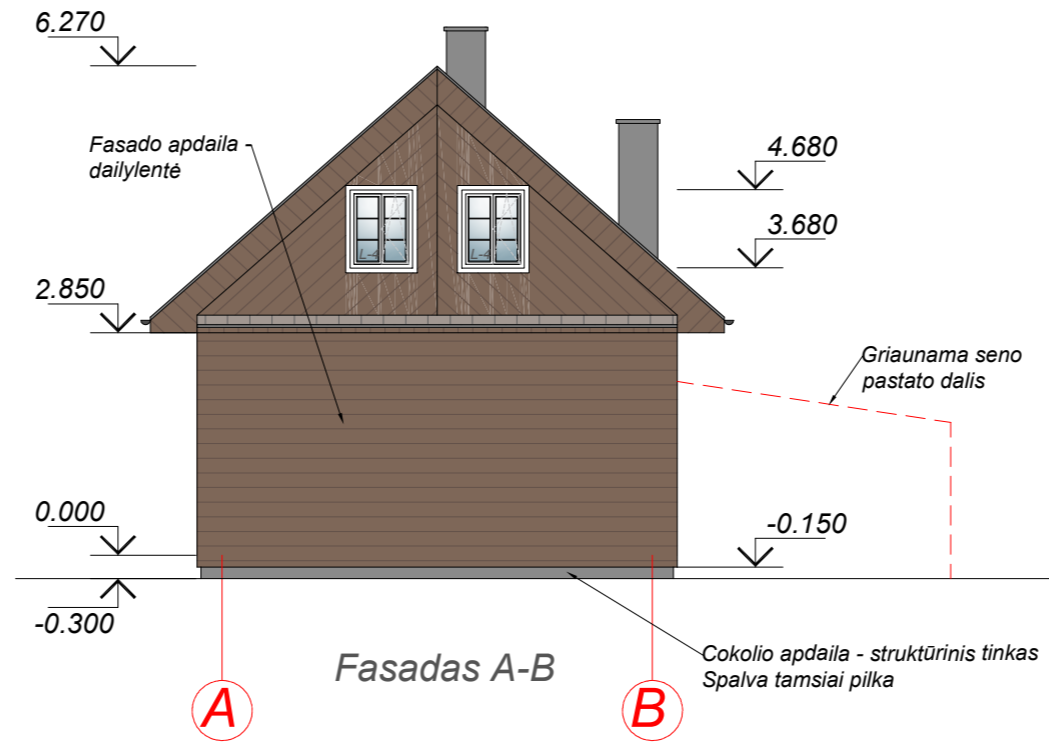 6.270
Fasado apdaila -
dailylentė
4.680
3.680
2.850
Griaunama seno
pastato dalis
0.000
-0.150
-0.300
Cokolio apdaila - struktūrinis tinkas
Spalva tamsiai pilka
Fasadas A-B
A
B